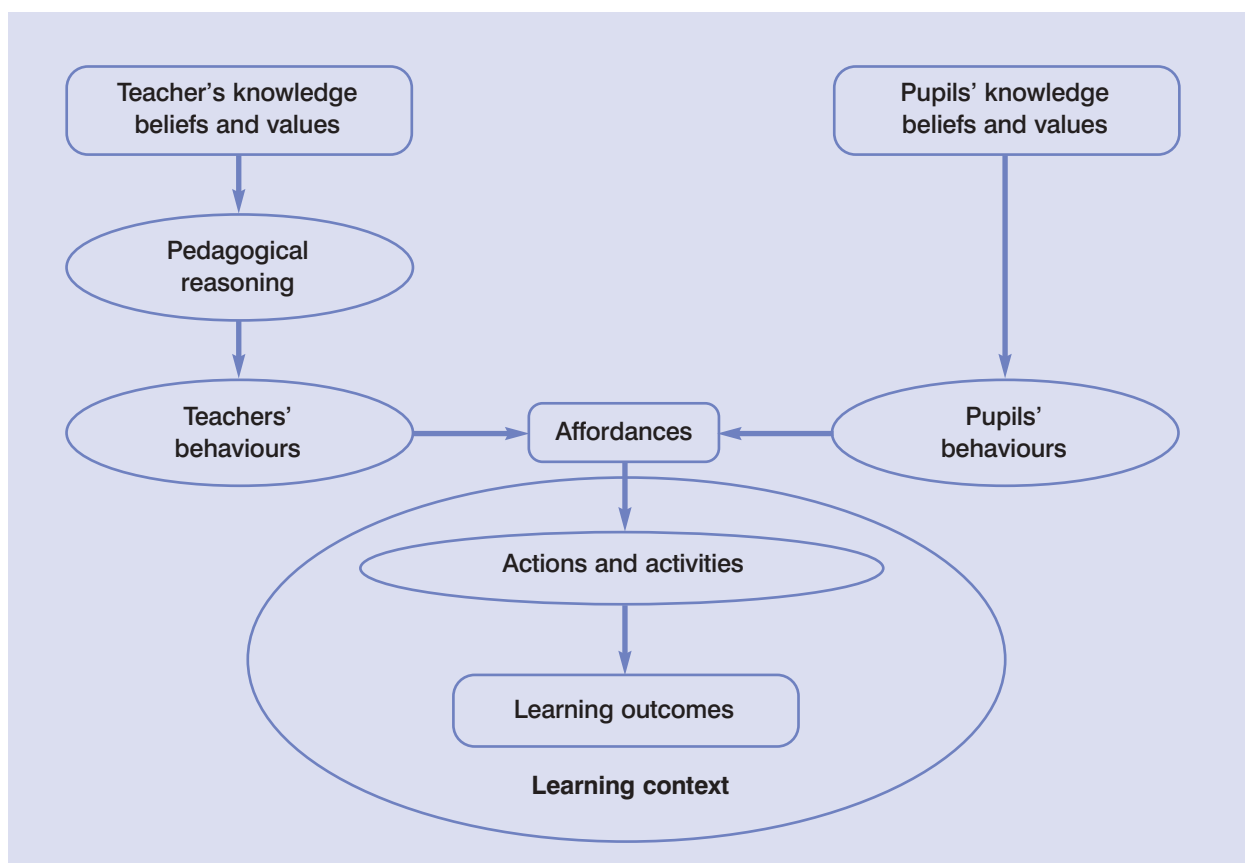 Teacher’s knowledge
beliefs and values
Pupils’ knowledge
beliefs and values
Pedagogical
reasoning
Teachers’
behaviours
Affordances
Pupils’
behaviours
Actions and activities
Learning outcomes
Learning context